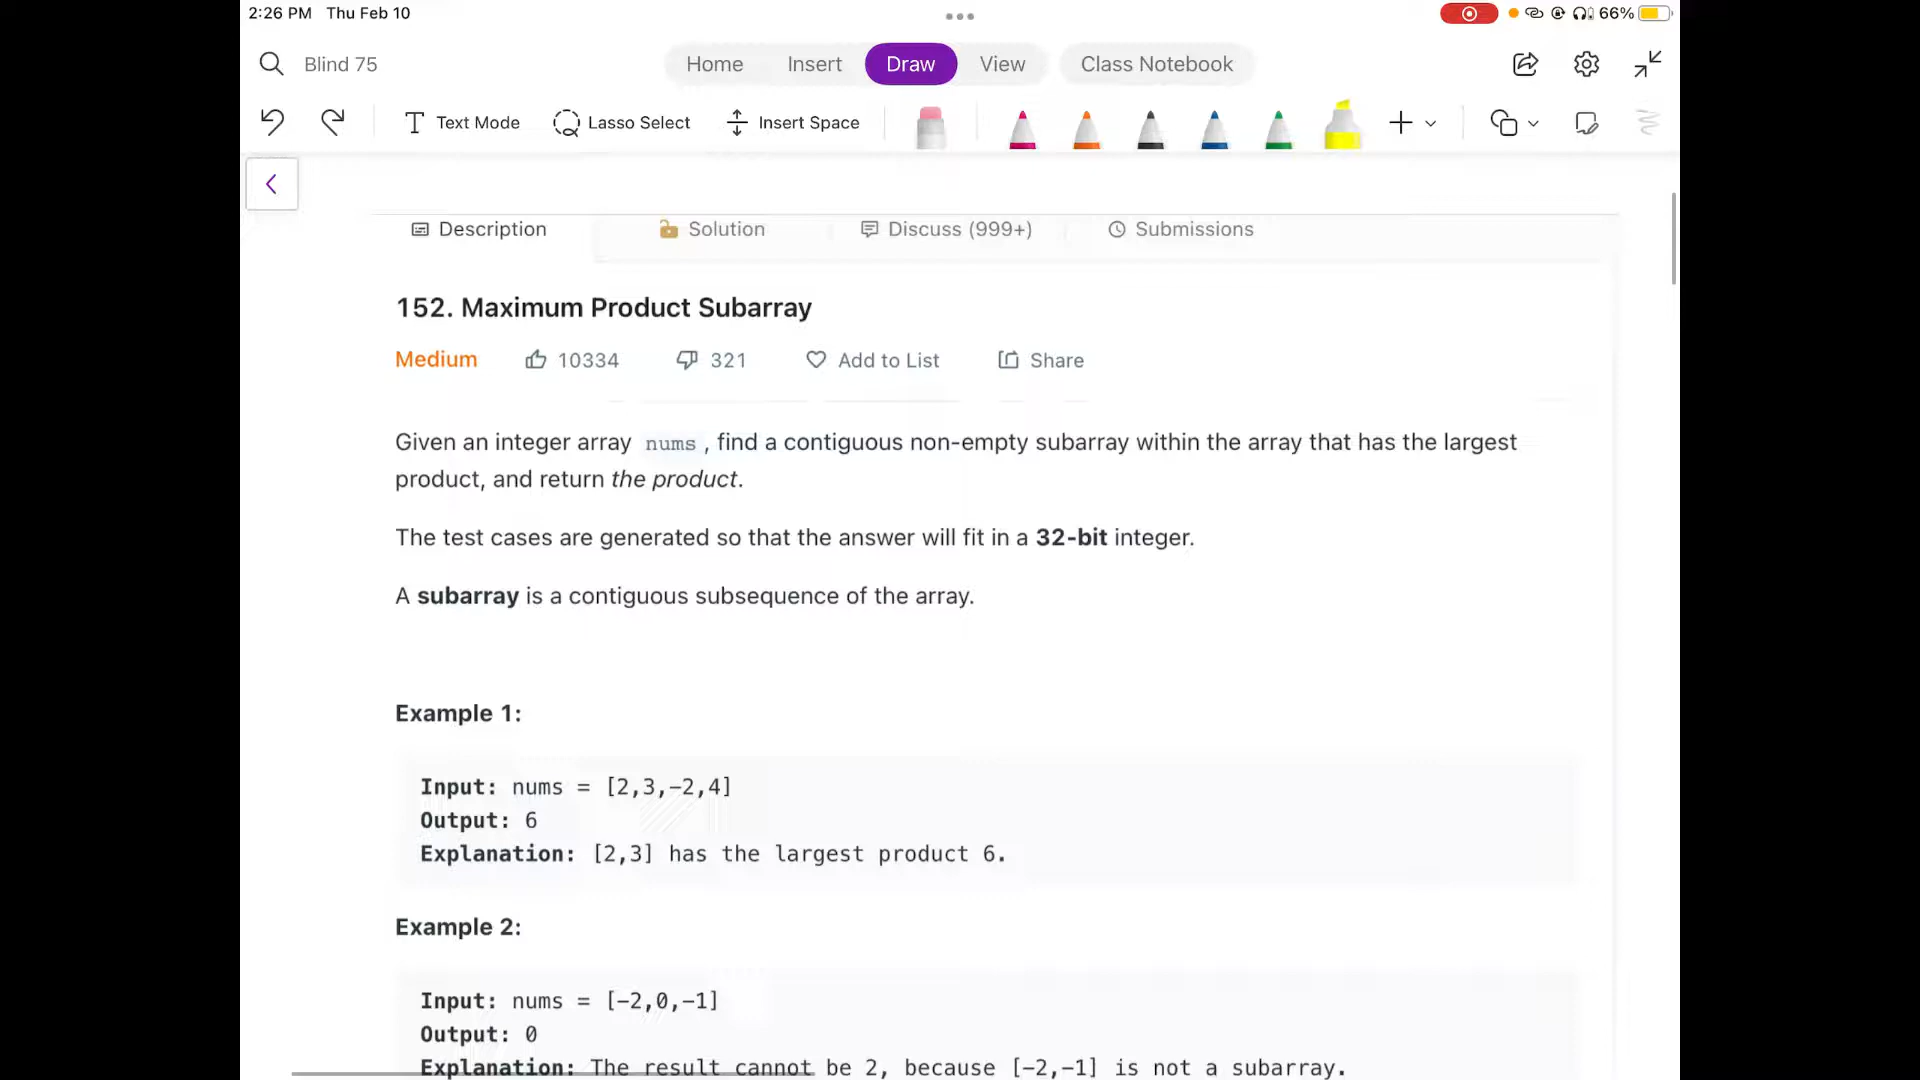 2:26 PM Thu Feb 10
66%
Blind 75
Home Insert Draw View Class Notebook
Text Mode Lasso Select Insert Space
Description Solution Discuss (999+) Submissions
152. Maximum Product Subarray
Medium 10334 321 Add to List Share
Given an integer array nums , find a contiguous non-empty subarray within the array that has the largest
product, and return the product.
The test cases are generated so that the answer will fit in a 32-bit integer.
A subarray is a contiguous subsequence of the array.
Example 1:
Input: nums = [2,3,-2,4]
Output: 6
Explanation: [2,3] has the largest product 6.
Example 2:
Input: nums = [-2,0,-1]
Output: 0
Explanation: The result cannot be 2, because [-2,-1] is not a subarray.